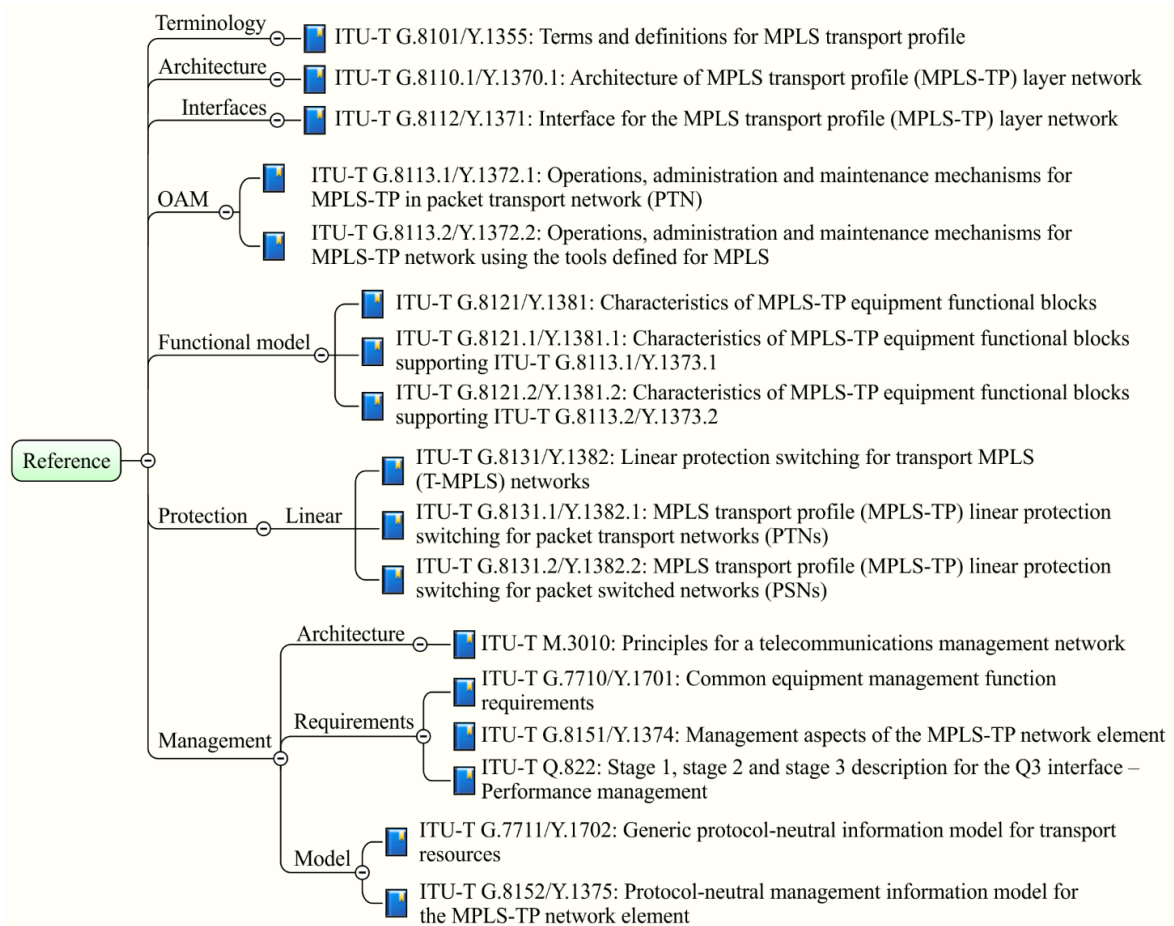 Terminology
ITU-T G.8101/Y.1355: Terms and definitions for MPLS transport profile
Architecture
ITU-T G.8110.1/Y.1370.1: Architecture of MPLS transport profile (MPLS-TP) layer network
Interfaces
ITU-T G.8112/Y.1371: Interface for the MPLS transport profile (MPLS-TP) layer network
OAM
ITU-T G.8113.1/Y.1372.1: Operations, administration and maintenance mechanisms for
MPLS-TP in packet transport network (PTN)
ITU-T G.8113.2/Y.1372.2: Operations, administration and maintenance mechanisms for
MPLS-TP network using the tools defined for MPLS
Functional model
ITU-T G.8121/Y.1381: Characteristics of MPLS-TP equipment functional blocks
ITU-T G.8121.1/Y.1381.1: Characteristics of MPLS-TP equipment functional blocks
supporting ITU-T G.8113.1/Y.1373.1
ITU-T G.8121.2/Y.1381.2: Characteristics of MPLS-TP equipment functional blocks
supporting ITU-T G.8113.2/Y.1373.2
Reference
Protection
Linear
ITU-T G.8131/Y.1382: Linear protection switching for transport MPLS
(T-MPLS) networks
ITU-T G.8131.1/Y.1382.1: MPLS transport profile (MPLS-TP) linear protection
switching for packet transport networks (PTNs)
ITU-T G.8131.2/Y.1382.2: MPLS transport profile (MPLS-TP) linear protection
switching for packet switched networks (PSNs)
Management
Architecture
ITU-T M.3010: Principles for a telecommunications management network
Requirements
ITU-T G.7710/Y.1701: Common equipment management function
requirements
ITU-T G.8151/Y.1374: Management aspects of the MPLS-TP network element
ITU-T Q.822: Stage 1, stage 2 and stage 3 description for the Q3 interface –
Performance management
Model
ITU-T G.7711/Y.1702: Generic protocol-neutral information model for transport
resources
ITU-T G.8152/Y.1375: Protocol-neutral management information model for
the MPLS-TP network element